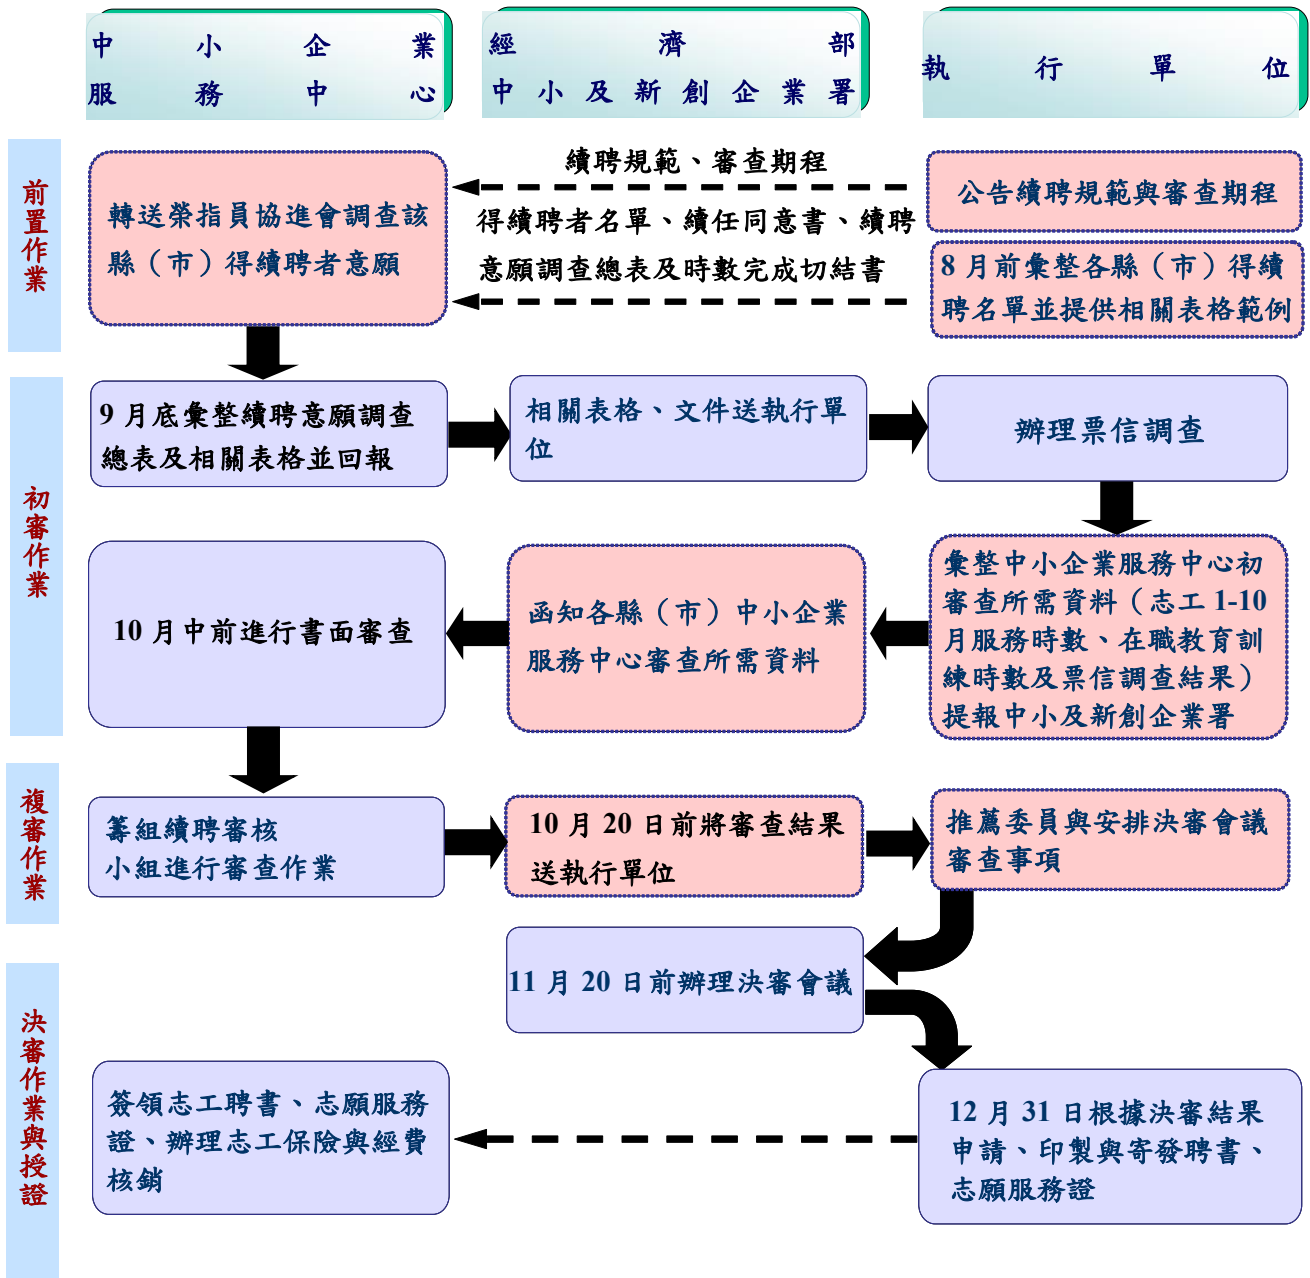 中小企業
服務中心
經濟部
中小及新創企業署
執行單位
前置作業
轉送榮指員協進會調查該
縣（市）得續聘者意願
續聘規範、審查期程
得續聘者名單、續任同意書、續聘
意願調查總表及時數完成切結書
公告續聘規範與審查期程
8 月前彙整各縣（市）得續
聘名單並提供相關表格範例
初審作業
9 月底彙整續聘意願調查
總表及相關表格並回報
相關表格、文件送執行單
位
辦理票信調查
彙整中小企業服務中心初
審查所需資料（志工 1-10
月服務時數、在職教育訓
練時數及票信調查結果）
提報中小及新創企業署
函知各縣（市）中小企業
服務中心審查所需資料
10 月中前進行書面審查
複審作業
籌組續聘審核
小組進行審查作業
10 月 20 日前將審查結果
送執行單位
推薦委員與安排決審會議
審查事項
決審作業與授證
11 月 20 日前辦理決審會議
12 月 31 日根據決審結果
申請、印製與寄發聘書、
志願服務證
簽領志工聘書、志願服務
證、辦理志工保險與經費
核銷